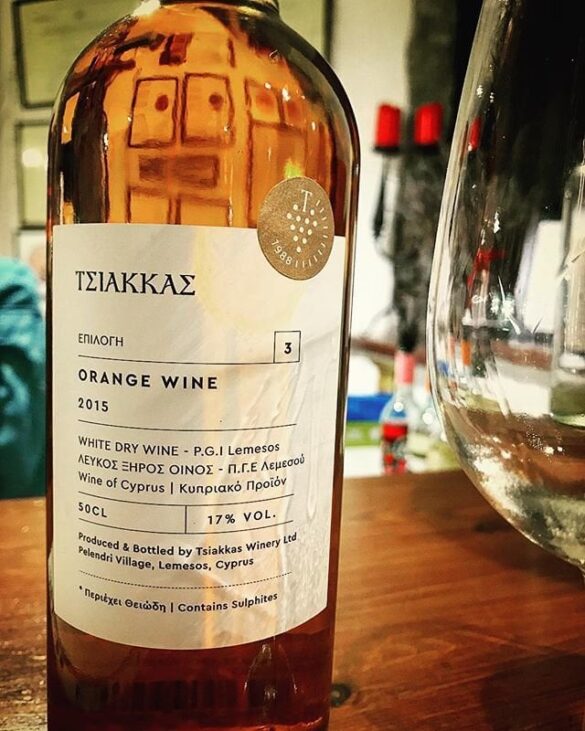 T
1988
ΤΣΙΑΚΚΑΣ
ΕΠΙΛΟΓΗ 3
ORANGE WINE
2015
WHITE DRY WINE - P.G.I Lemesos
ΛΕΥΚΟΣ ΞΗΡΟΣ ΟΙΝΟΣ - Π.Γ.Ε Λεμεσού
Wine of Cyprus | Κυπριακό Προϊόν
50CL 17% VOL.
Produced & Bottled by Tsiakkas Winery Ltd
Pelendri Village, Lemesos, Cyprus
* Περιέχει Θειώδη | Contains Sulphites